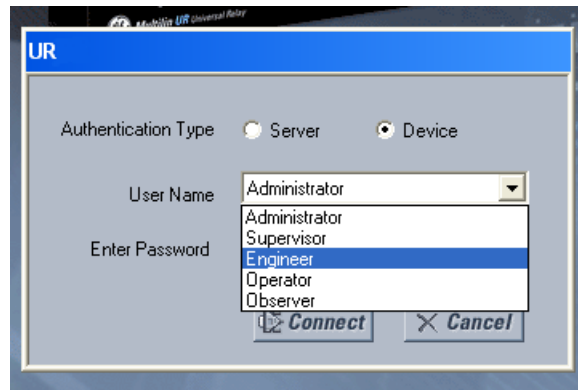 Multilin UR Universal Relay
UR
Authentication Type Server Device
User Name Administrator
Administrator
Supervisor
Enter Password
Engineer
Operator
Observer
Connect Cancel